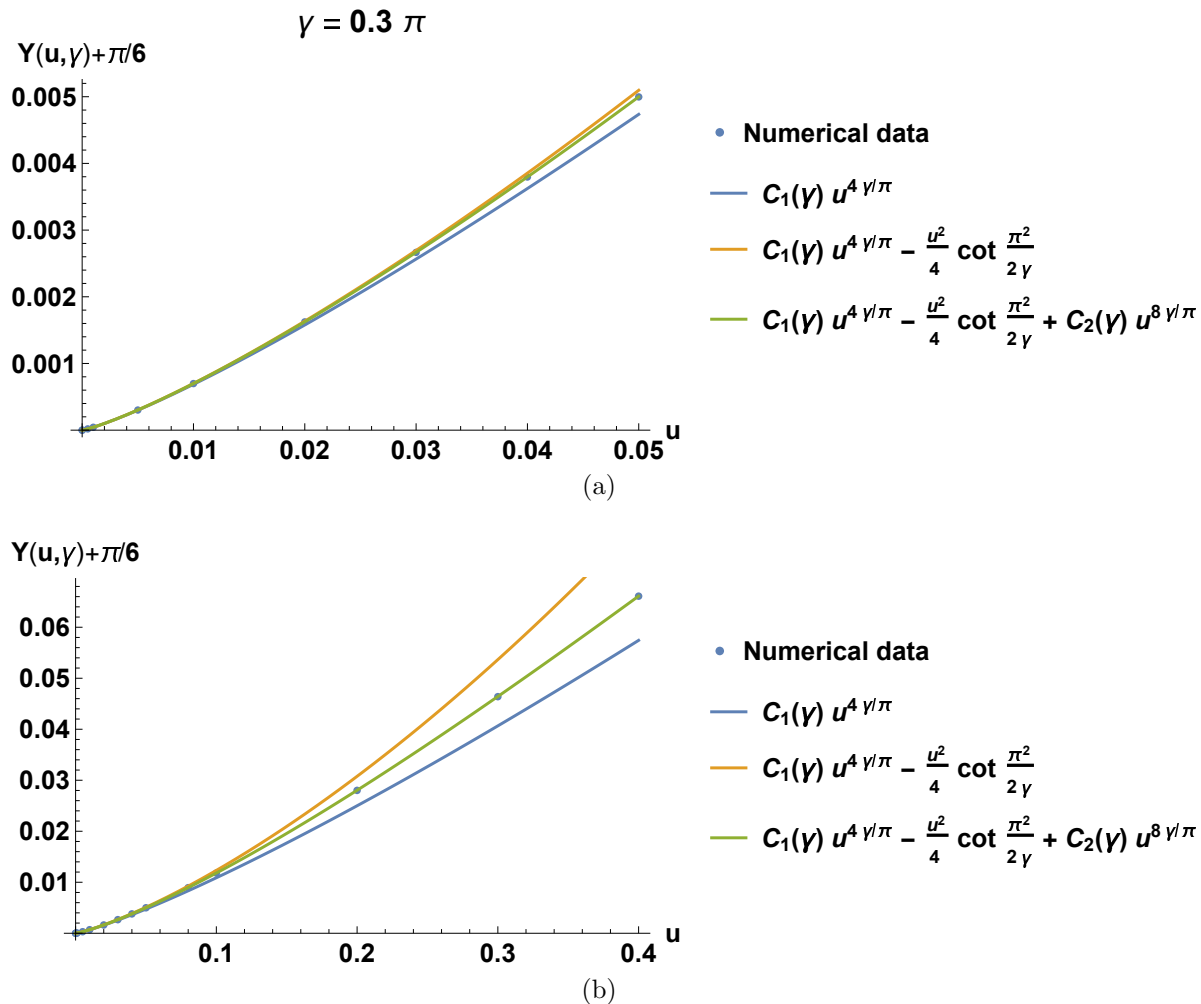 γ = 0.3 π
Y(u,γ)+π/6
0.005
0.004
0.003
0.002
0.001
0.01 0.02 0.03 0.04 0.05 u
Numerical data
C₁(γ) u^{4 γ/π}
C₁(γ) u^{4 γ/π} − u²/4 cot π²/2 γ
C₁(γ) u^{4 γ/π} − u²/4 cot π²/2 γ + C₂(γ) u^{8 γ/π}
(a)
Y(u,γ)+π/6
0.06
0.05
0.04
0.03
0.02
0.01
0.1 0.2 0.3 0.4 u
Numerical data
C₁(γ) u^{4 γ/π}
C₁(γ) u^{4 γ/π} − u²/4 cot π²/2 γ
C₁(γ) u^{4 γ/π} − u²/4 cot π²/2 γ + C₂(γ) u^{8 γ/π}
(b)